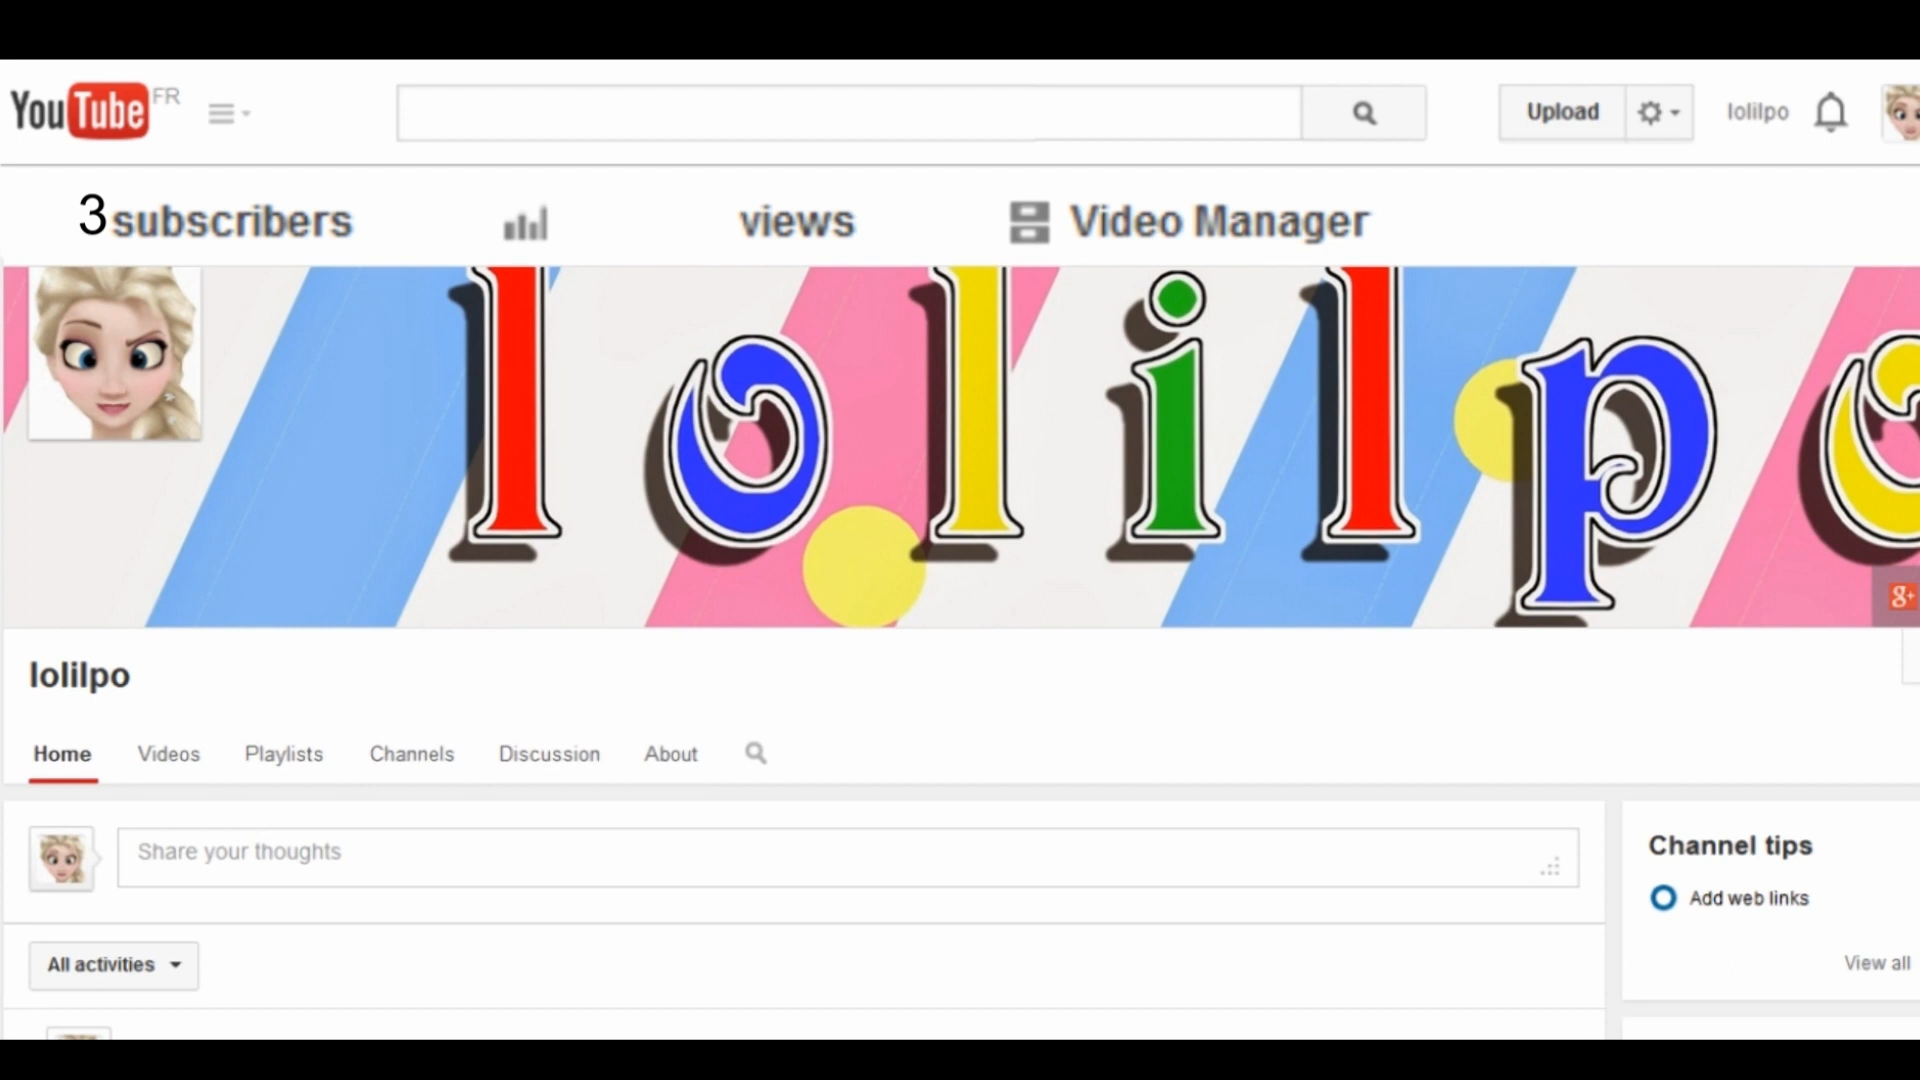 YouTube FR
Upload
lolilpo
3 subscribers
views
Video Manager
lolilpo
g+
lolilpo
Home
Videos
Playlists
Channels
Discussion
About
Share your thoughts
Channel tips
Add web links
View all
All activities